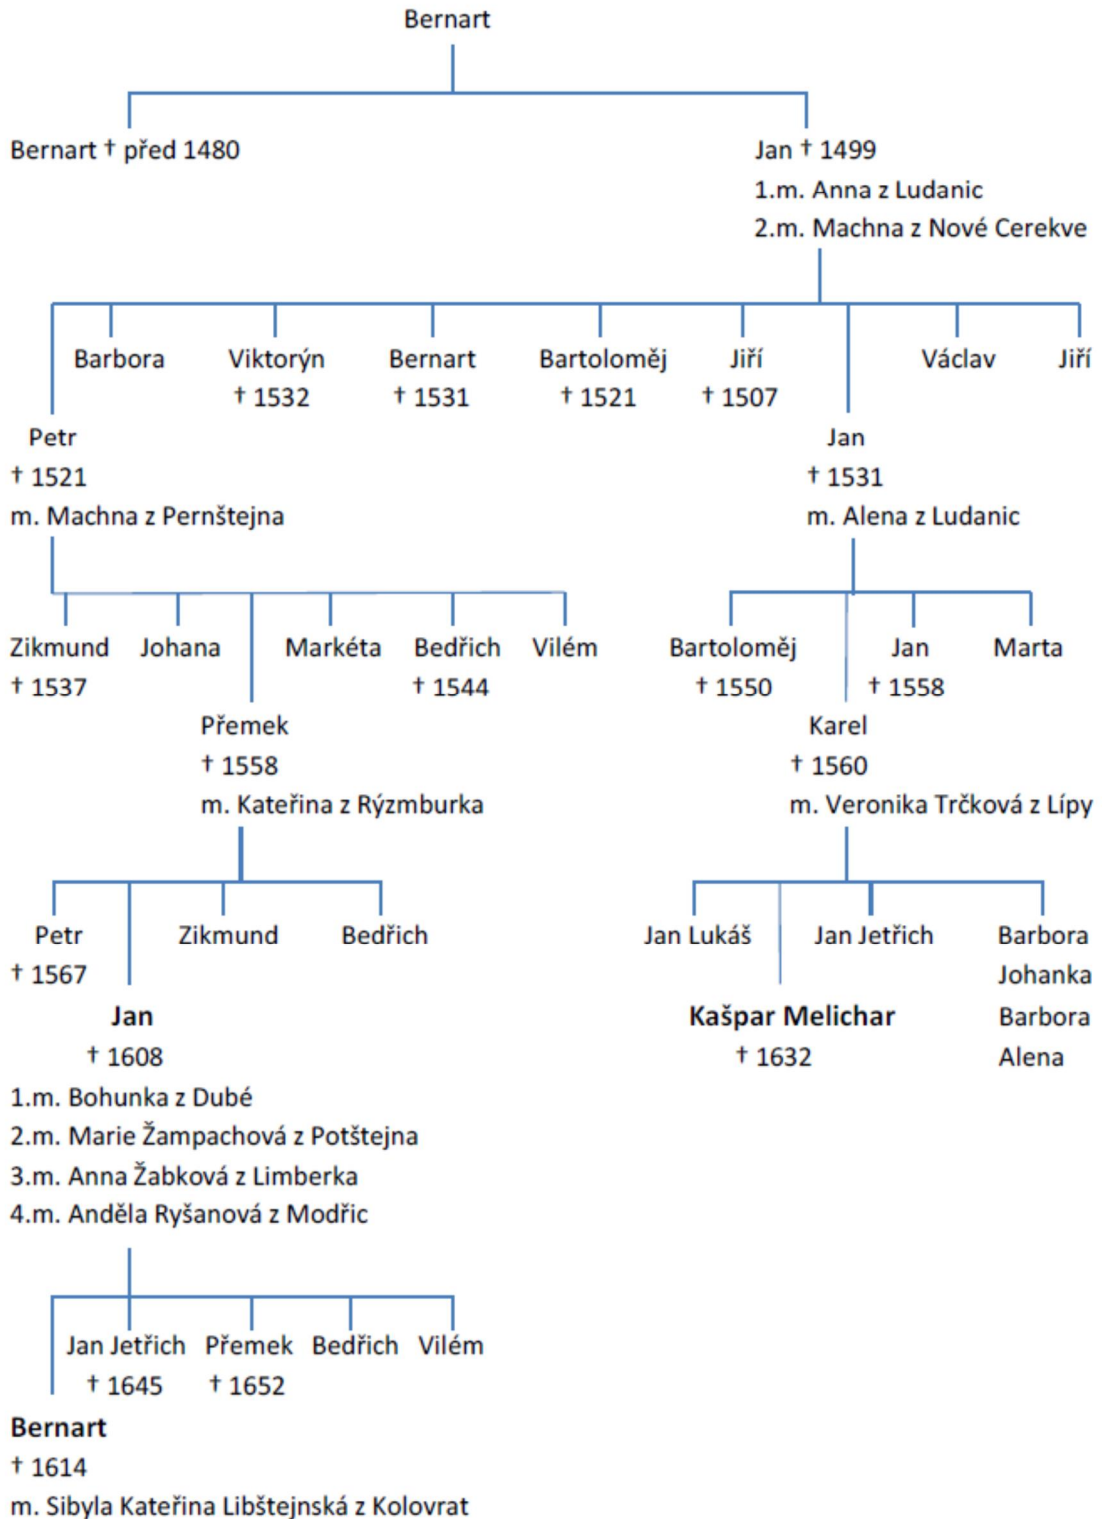 Bernart
Bernart † před 1480
Jan † 1499
1.m. Anna z Ludanic
2.m. Machna z Nové Cerekve
Barbora Viktorýn Bernart Bartoloměj Jiří Václav Jiří
† 1532 † 1531 † 1521 † 1507
Petr Jan
† 1521 † 1531
m. Machna z Pernštejna m. Alena z Ludanic
Zikmund Johana Markéta Bedřich Vilém Bartoloměj Jan Marta
† 1537 † 1544 † 1550 † 1558
Přemek Karel
† 1558 † 1560
m. Kateřina z Rýzmburka m. Veronika Trčková z Lípy
Petr Zikmund Bedřich Jan Lukáš Jan Jetřich Barbora
† 1567 Johanka
Jan Kašpar Melichar Barbora
† 1608 † 1632 Alena
1.m. Bohunka z Dubé
2.m. Marie Žampachová z Potštejna
3.m. Anna Žabková z Limberka
4.m. Anděla Ryšanová z Modřic
Jan Jetřich Přemek Bedřich Vilém
† 1645 † 1652
Bernart
† 1614
m. Sibyla Kateřina Libštejnská z Kolovrat